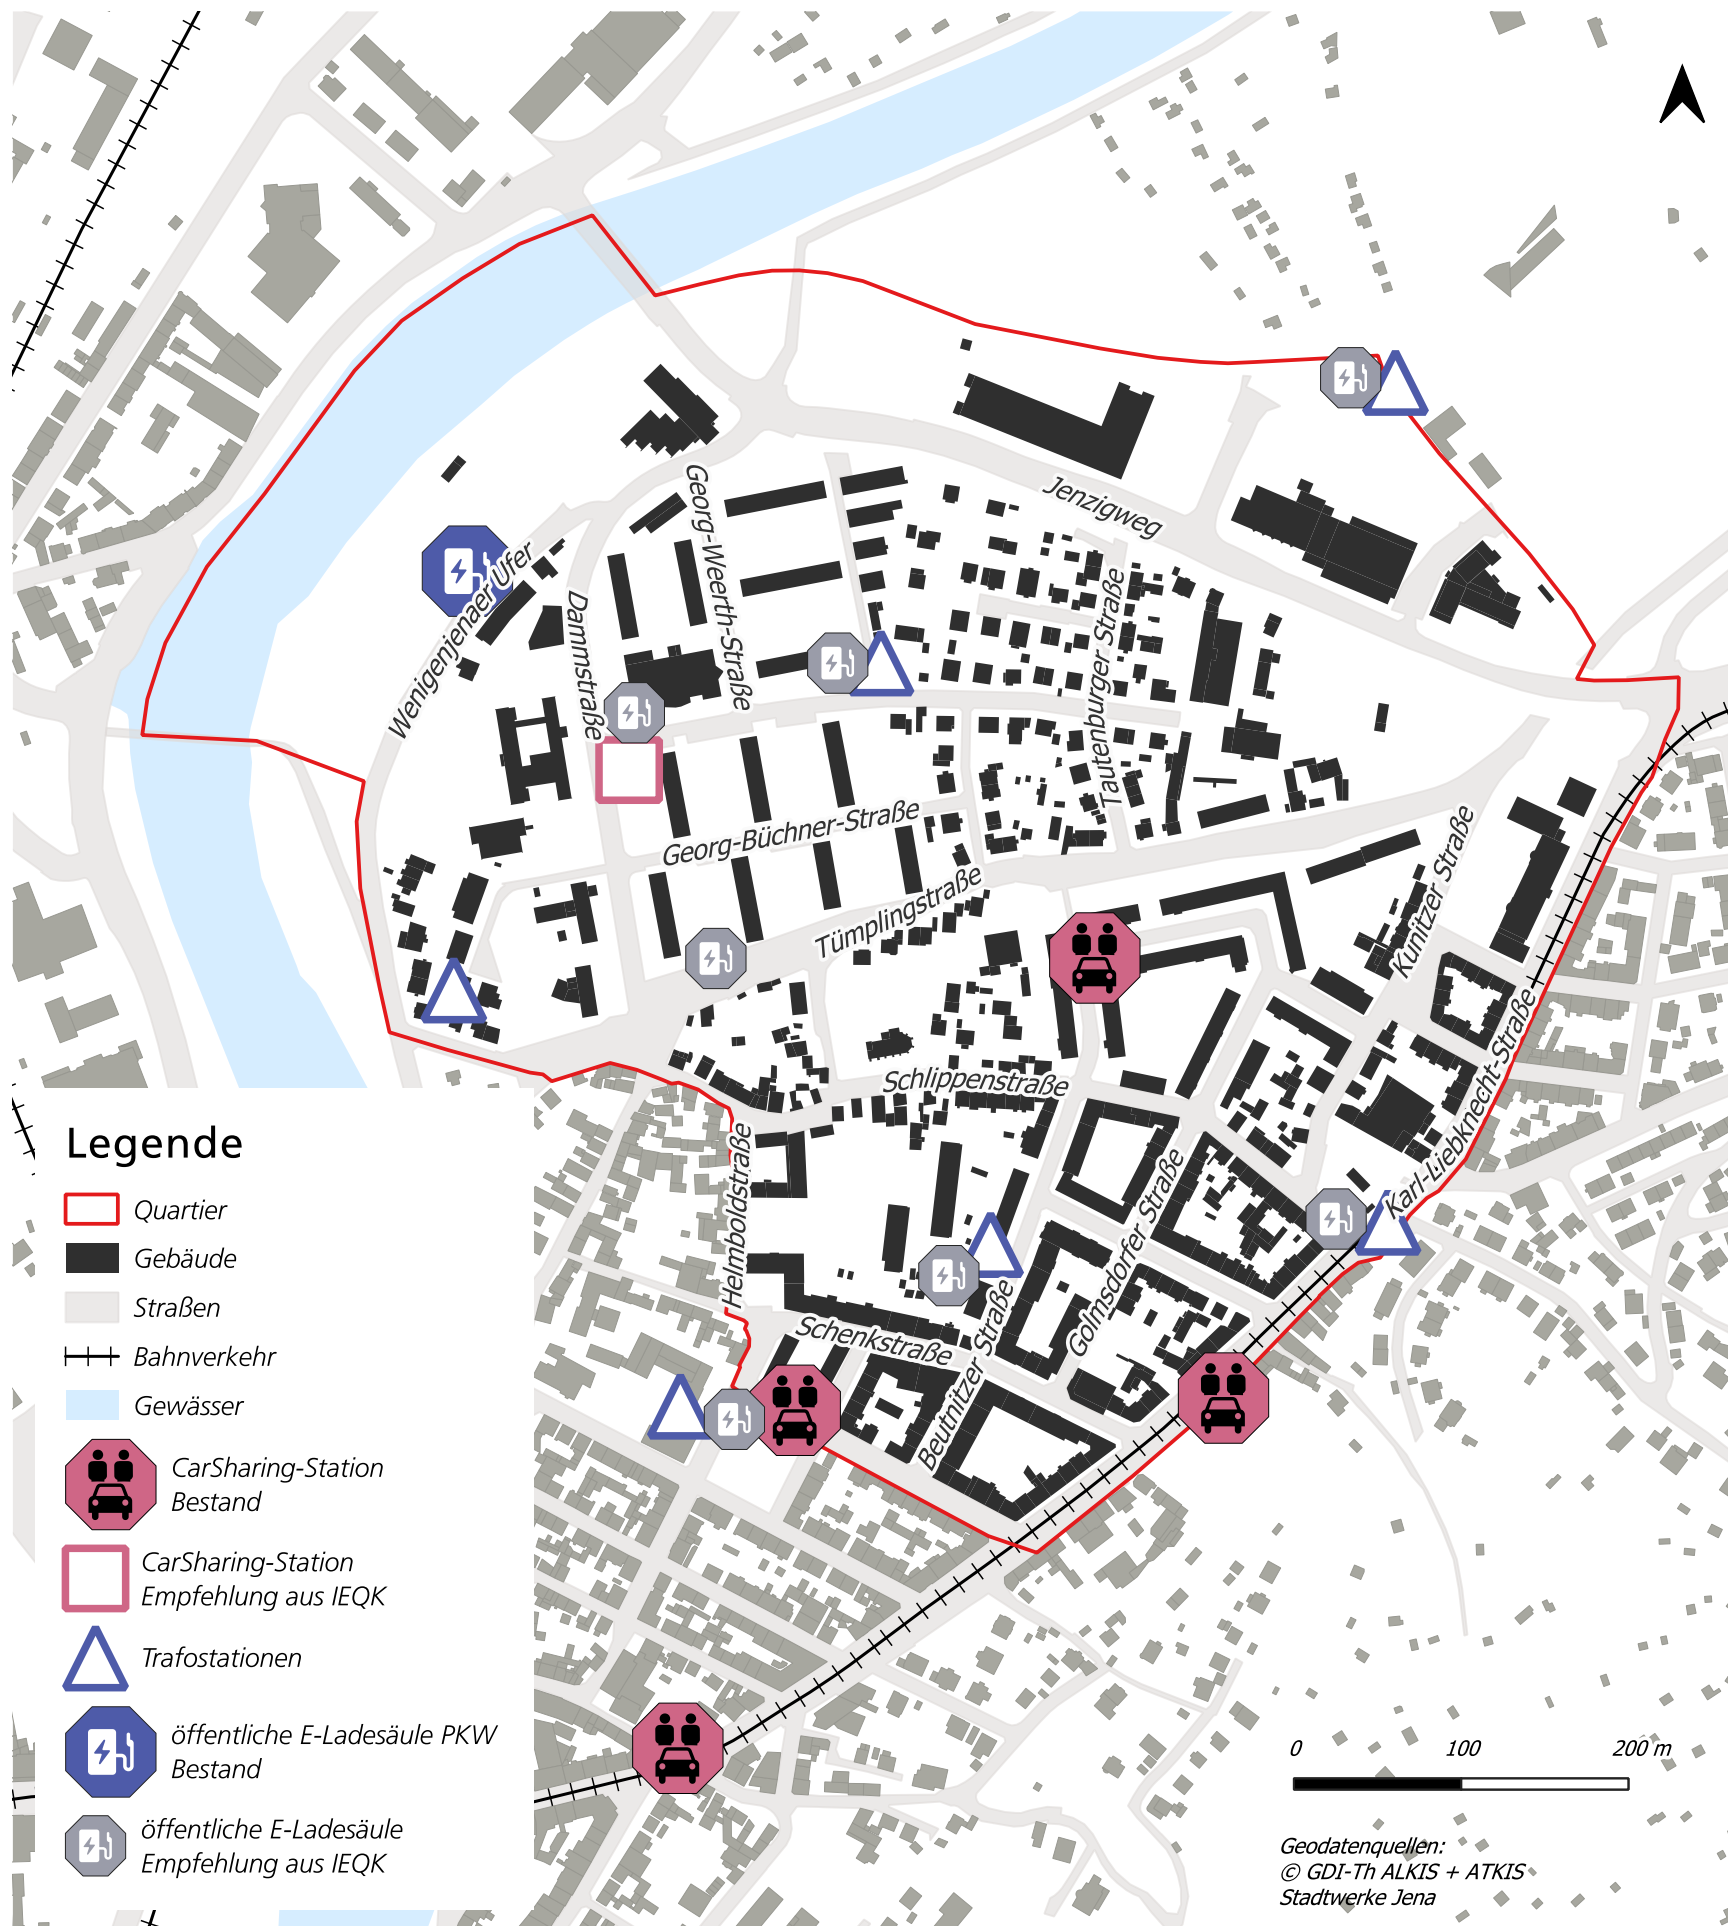 Jenzigweg
Georg-Weerth-Straße
Wenigenjenaer Ufer
Dammstraße
Tautenburger Straße
Georg-Büchner-Straße
Tümplingstraße
Kunitzer Straße
Karl-Liebknecht-Straße
Schlippenstraße
Helmboldstraße
Golmsdorfer Straße
Schenkstraße
Beutnitzer Straße
Legende
Quartier
Gebäude
Straßen
Bahnverkehr
Gewässer
CarSharing-Station
Bestand
CarSharing-Station
Empfehlung aus IEQK
Trafostationen
öffentliche E-Ladesäule PKW
Bestand
öffentliche E-Ladesäule
Empfehlung aus IEQK
0 100 200 m
Geodatenquellen:
© GDI-Th ALKIS + ATKIS
Stadtwerke Jena